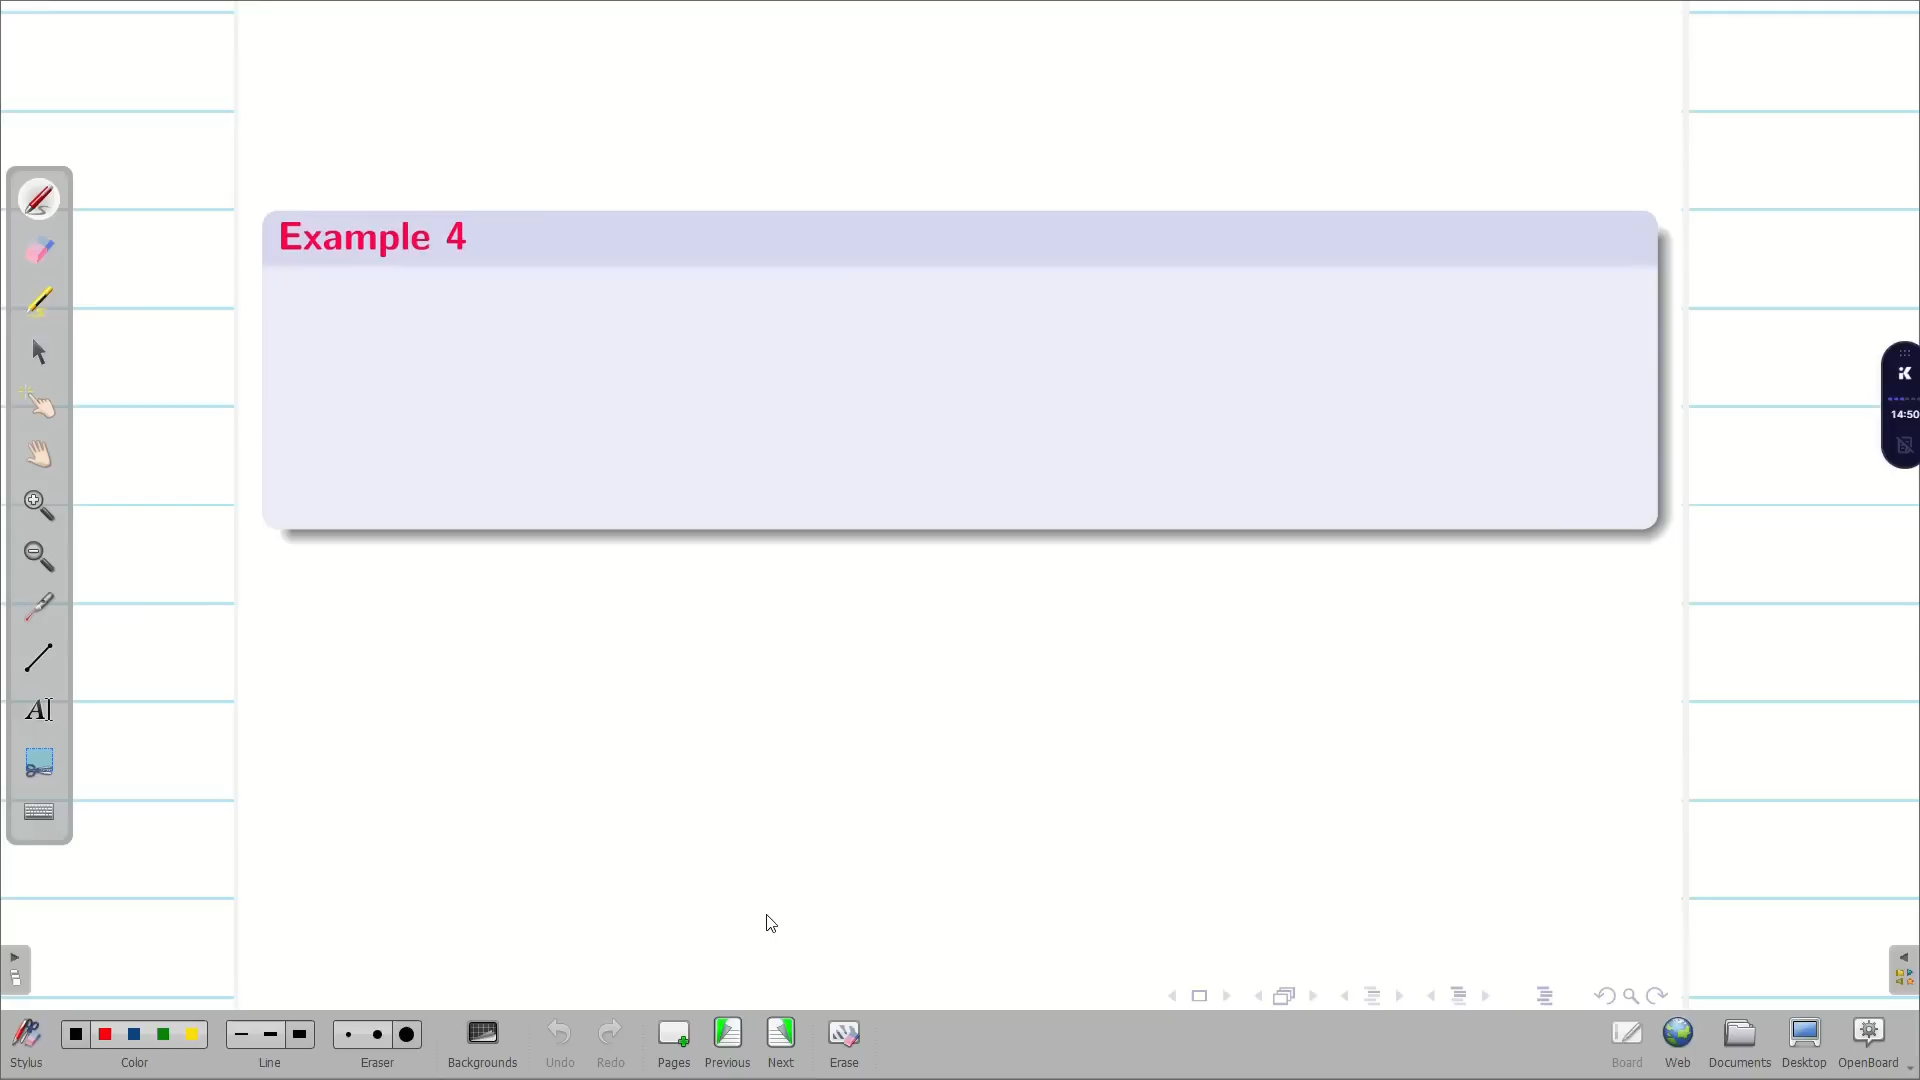 Example 4
14:50
Stylus
Color
Line
Eraser
Backgrounds
Undo
Redo
Pages
Previous
Next
Erase
Board
Web
Documents
Desktop
OpenBoard